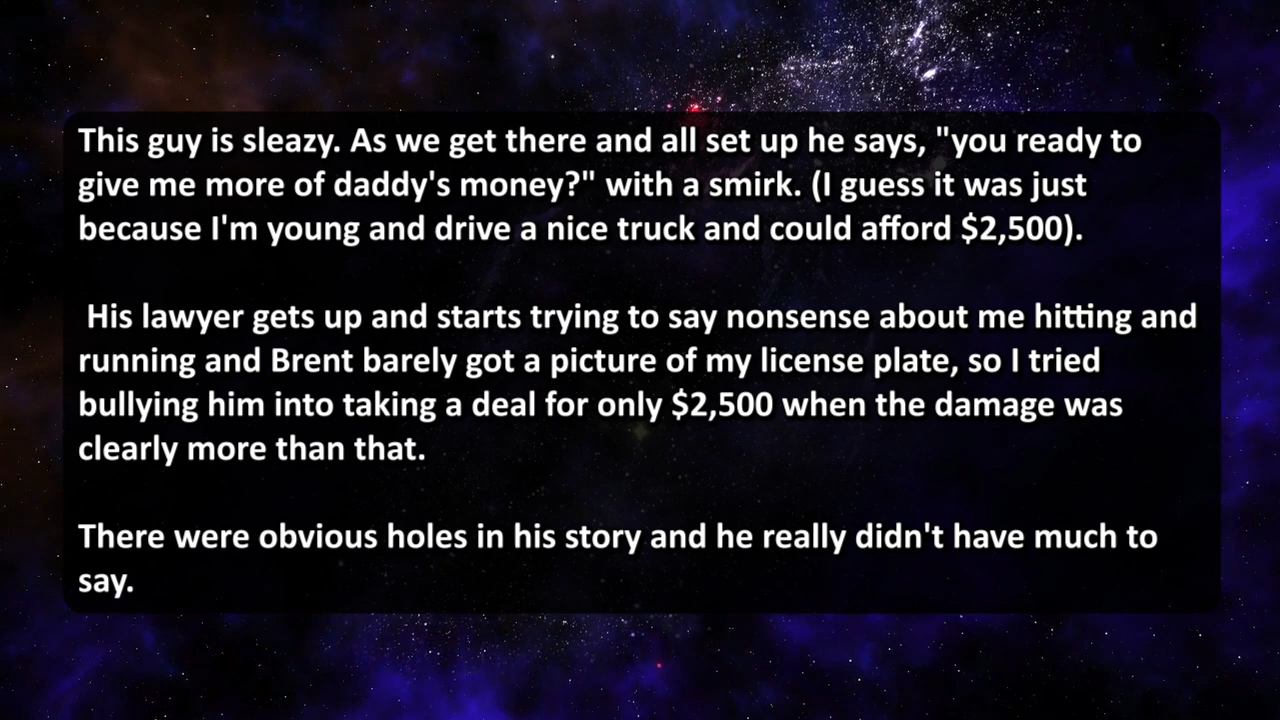 This guy is sleazy. As we get there and all set up he says, "you ready to
give me more of daddy's money?" with a smirk. (I guess it was just
because I'm young and drive a nice truck and could afford $2,500).
His lawyer gets up and starts trying to say nonsense about me hitting and
running and Brent barely got a picture of my license plate, so I tried
bullying him into taking a deal for only $2,500 when the damage was
clearly more than that.
There were obvious holes in his story and he really didn't have much to
say.